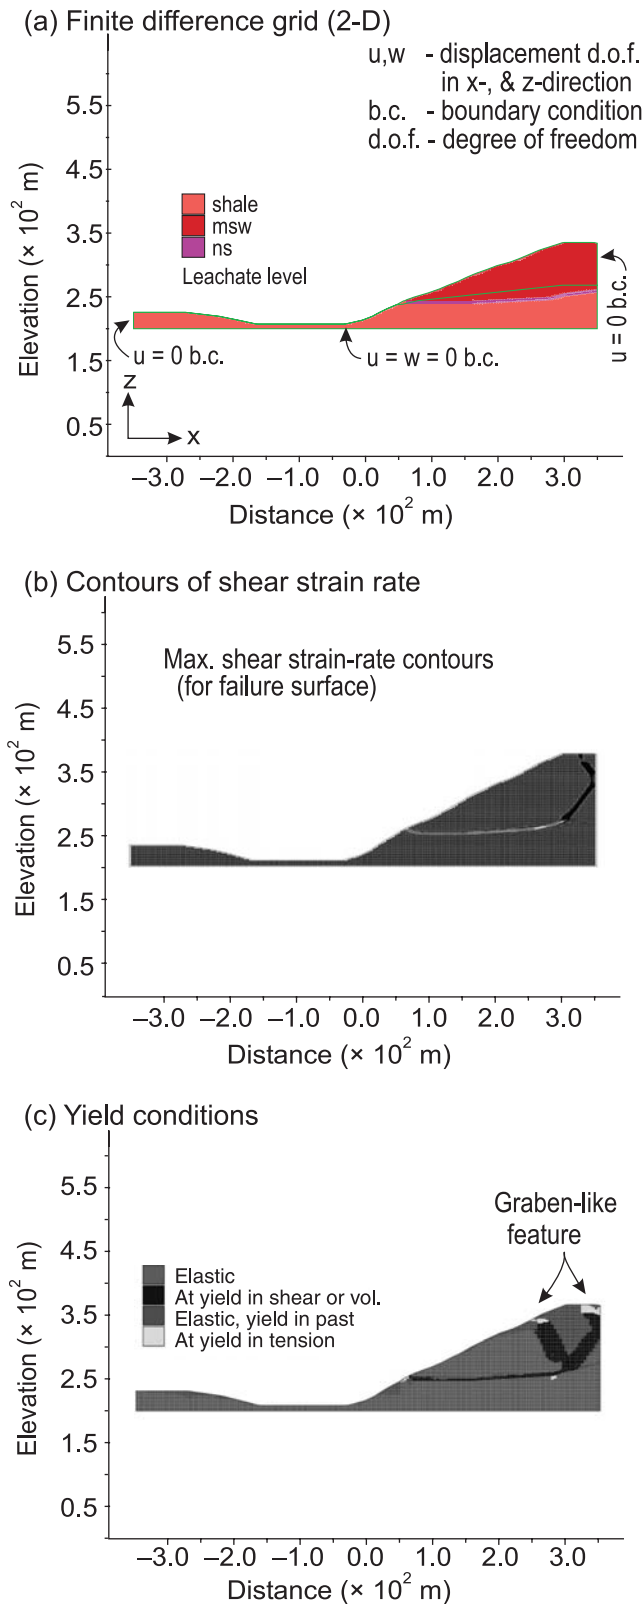 (a) Finite difference grid (2-D)
u,w - displacement d.o.f.
in x-, & z-direction
b.c. - boundary condition
d.o.f. - degree of freedom
Elevation (× 10² m)
5.5
4.5
3.5
2.5
1.5
0.5
shale
msw
ns
Leachate level
u = 0 b.c.
u = w = 0 b.c.
u = 0 b.c.
z
x
–3.0 –2.0 –1.0 0.0 1.0 2.0 3.0
Distance (× 10² m)
(b) Contours of shear strain rate
Max. shear strain-rate contours
(for failure surface)
Elevation (× 10² m)
5.5
4.5
3.5
2.5
1.5
0.5
–3.0 –2.0 –1.0 0.0 1.0 2.0 3.0
Distance (× 10² m)
(c) Yield conditions
Graben-like
feature
Elevation (× 10² m)
5.5
4.5
3.5
2.5
1.5
0.5
Elastic
At yield in shear or vol.
Elastic, yield in past
At yield in tension
–3.0 –2.0 –1.0 0.0 1.0 2.0 3.0
Distance (× 10² m)